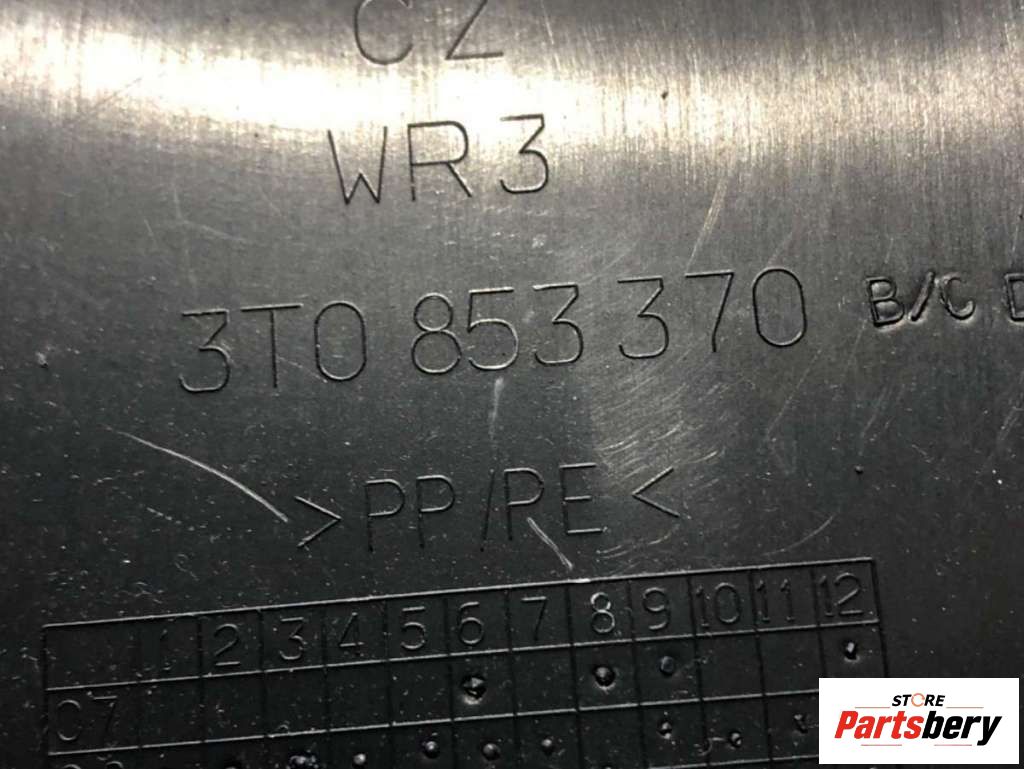 CZ
WR3
3T0 853 370 B/C D
>PP/PE<
1 2 3 4 5 6 7 8 9 10 11 12
07
STORE
Partsbery